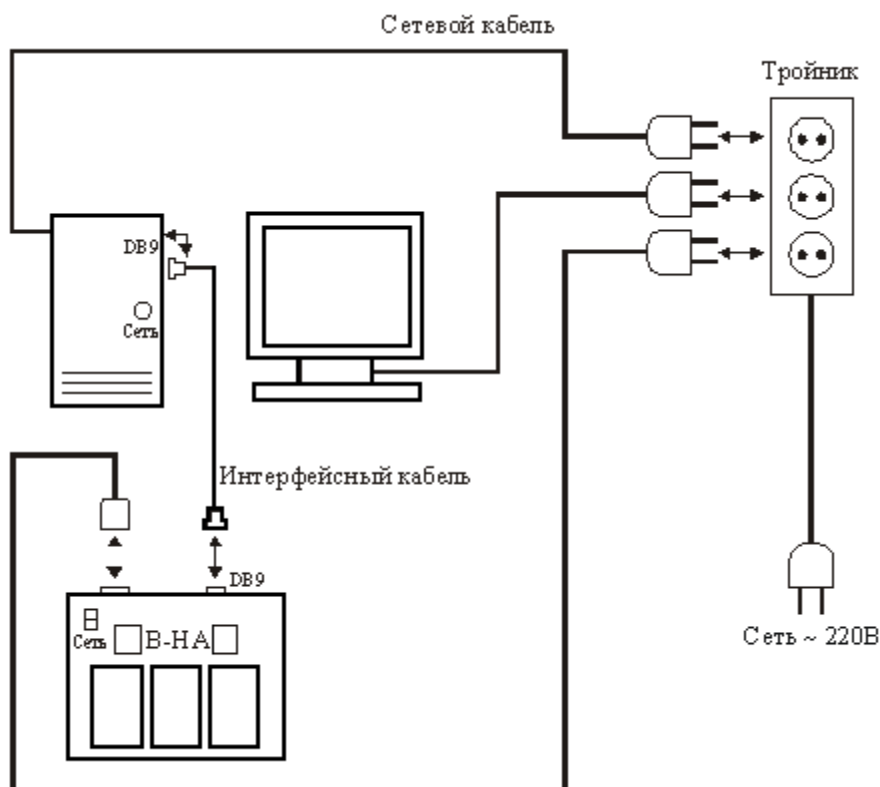 Сетевой кабель
Тройник
DB9
Сеть
Интерфейсный кабель
DB9
Сеть
В-НА
Сеть ~ 220В